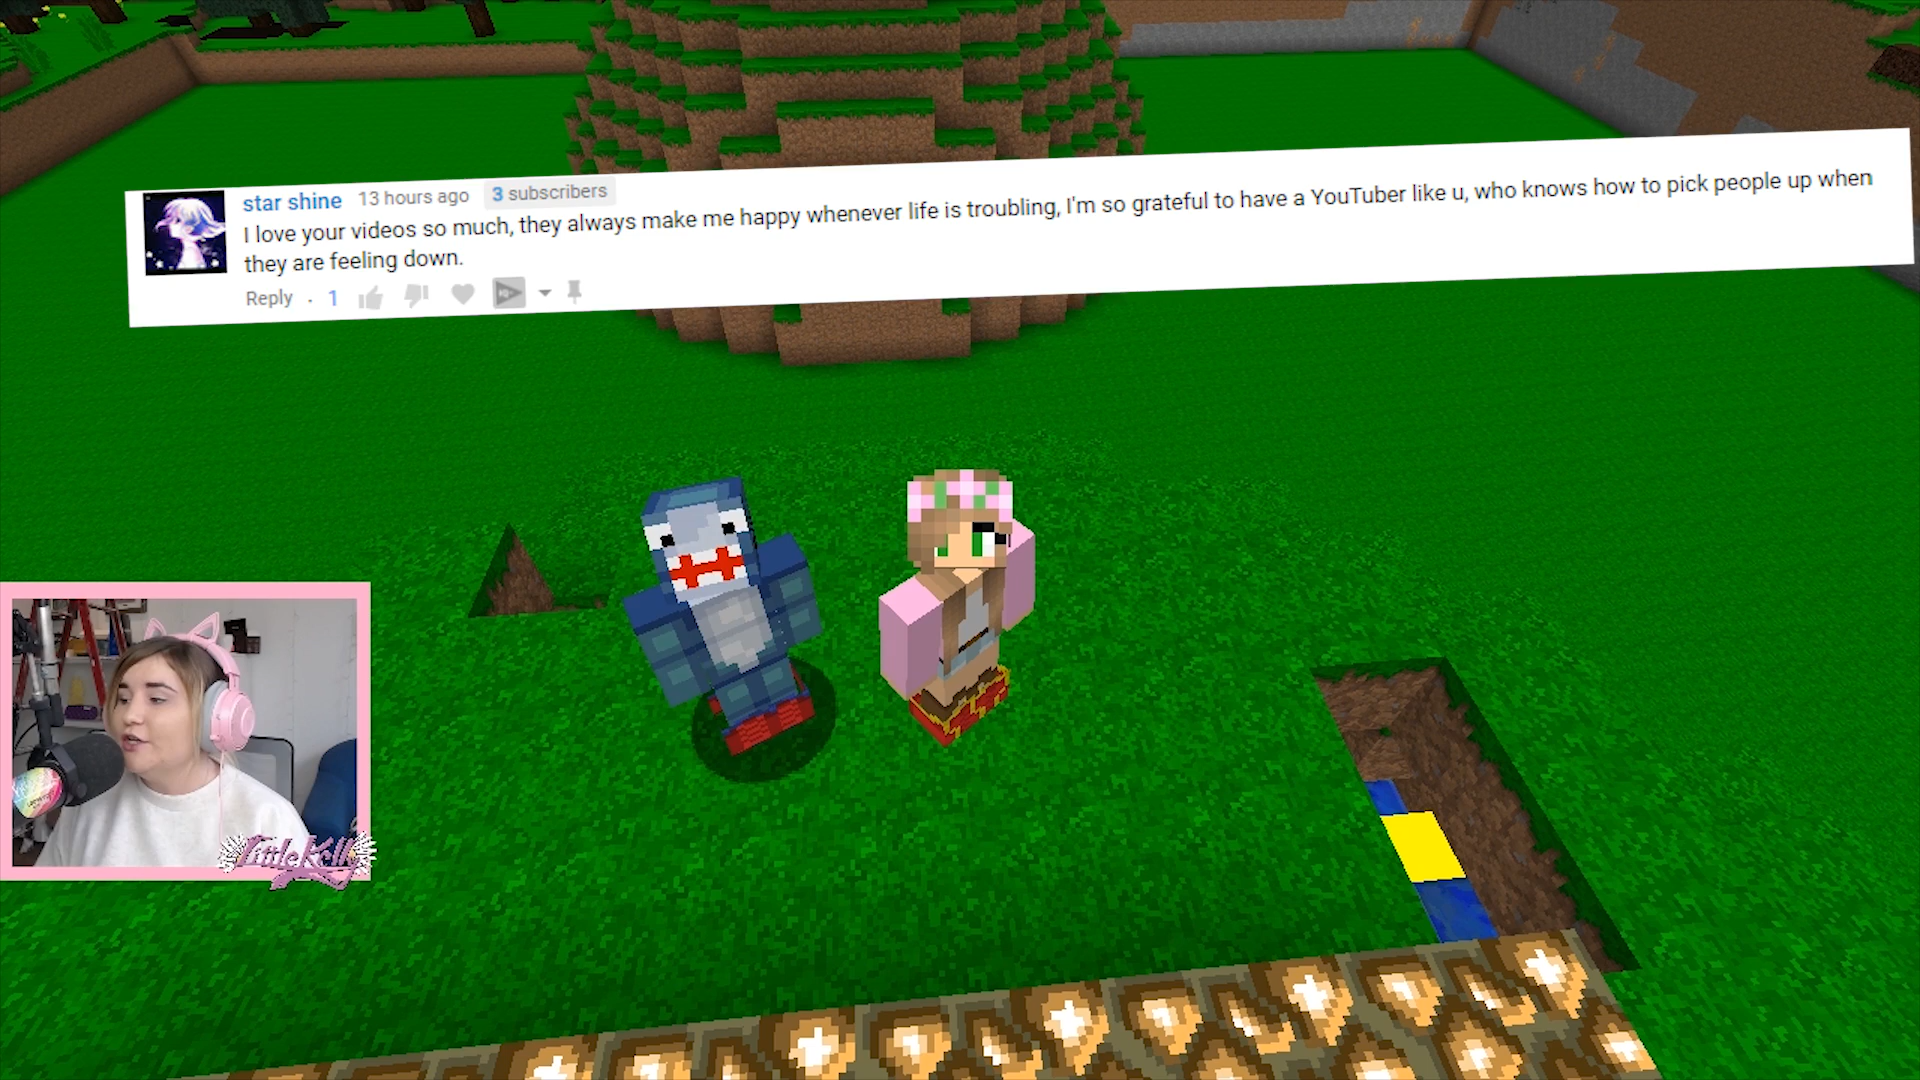 star shine 13 hours ago 3 subscribers
I love your videos so much, they always make me happy whenever life is troubling, I'm so grateful to have a YouTuber like u, who knows how to pick people up when
they are feeling down.
Reply · 1
LittleKelly